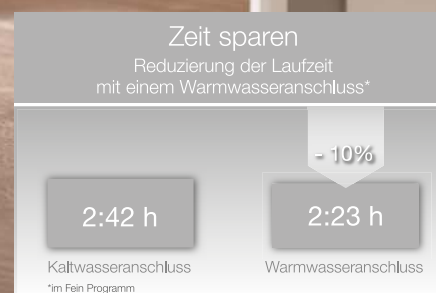 Zeit sparen
Reduzierung der Laufzeit
mit einem Warmwasseranschluss*
- 10%
2:42 h
2:23 h
Kaltwasseranschluss
Warmwasseranschluss
*im Fein Programm